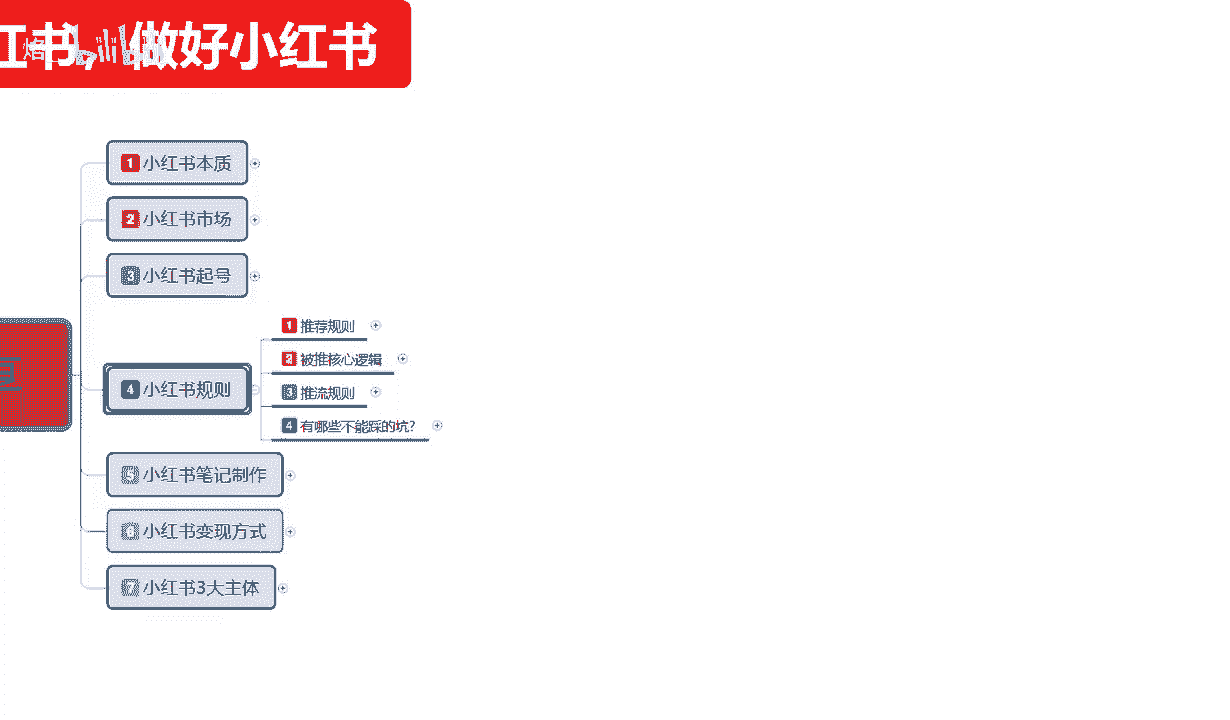 红书，做好小红书
1 小红书本质
2 小红书市场
3 小红书起号
4 小红书规则
1 推荐规则
2 被推核心逻辑
3 推流规则
4 有哪些不能踩的坑?
5 小红书笔记制作
6 小红书变现方式
7 小红书3大主体